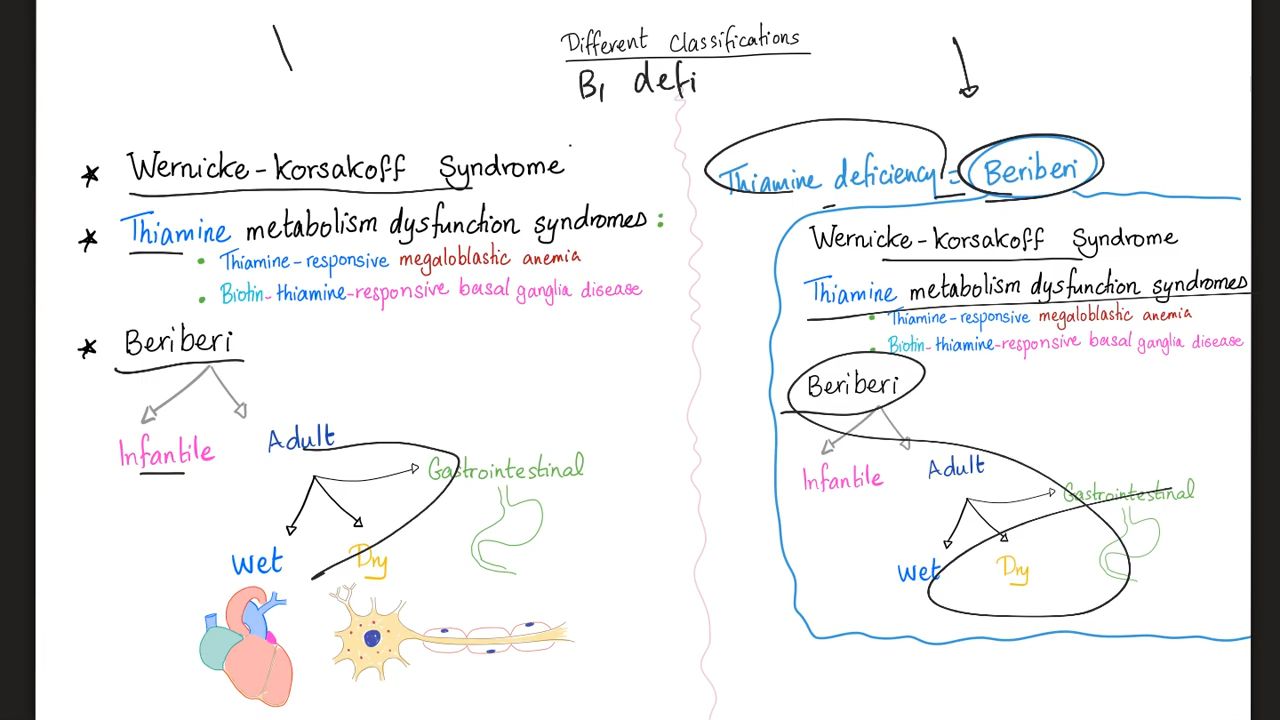 Different Classifications
B1 defi
Wernicke-Korsakoff Syndrome
Thiamine metabolism dysfunction syndromes:
• Thiamine-responsive megaloblastic anemia
• Biotin-thiamine-responsive basal ganglia disease
Beriberi
Infantile
Adult
Gastrointestinal
Wet
Dry
Thiamine deficiency = Beriberi
Wernicke-Korsakoff Syndrome
Thiamine metabolism dysfunction syndromes
• Thiamine-responsive megaloblastic anemia
• Biotin-thiamine-responsive basal ganglia disease
Beriberi
Infantile
Adult
Gastrointestinal
Wet
Dry